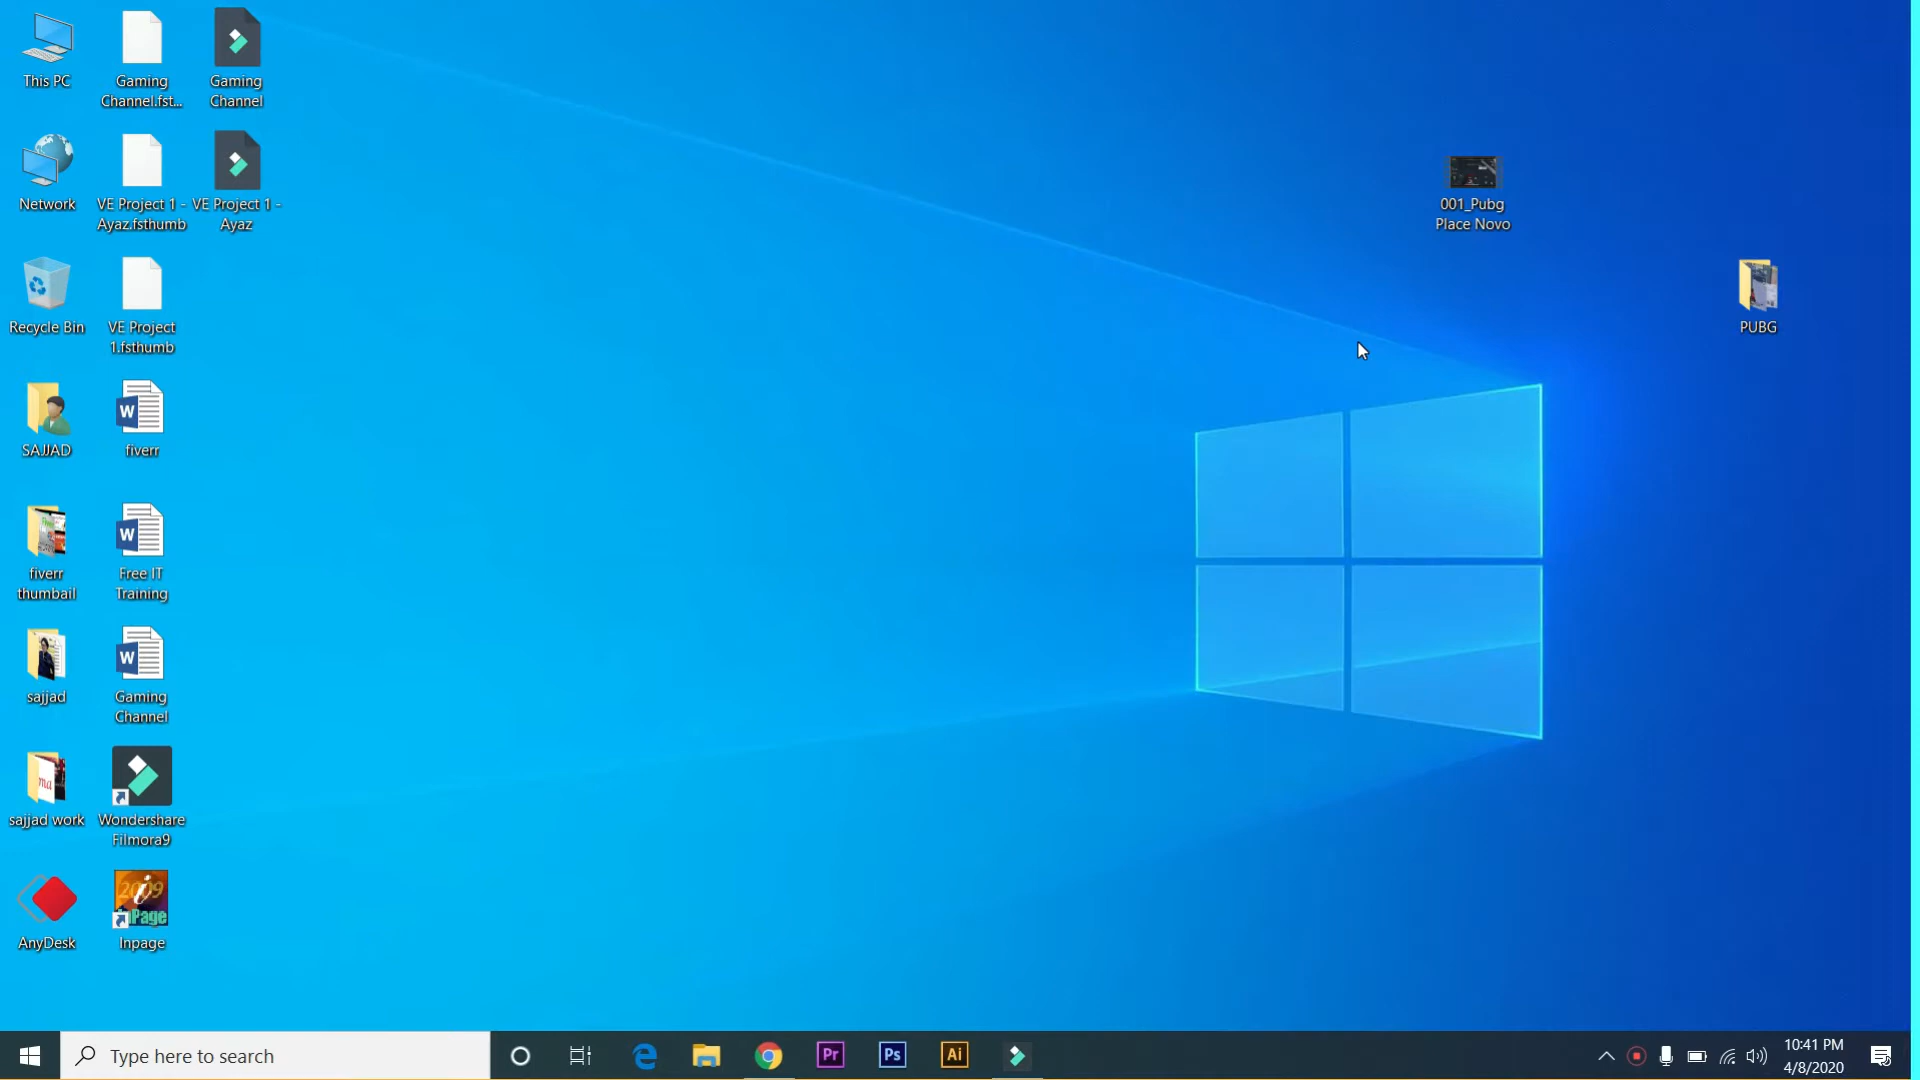 This PC
Gaming
Channel.fst...
Gaming
Channel
Network
VE Project 1 -
Ayaz.fsthumb
VE Project 1 -
Ayaz
001_Pubg
Place Novo
Recycle Bin
VE Project
1.fsthumb
PUBG
SAJJAD
fiverr
fiverr
thumbail
Free IT
Training
sajjad
Gaming
Channel
sajjad work
Wondershare
Filmora9
AnyDesk
2009
InPage
Inpage
Type here to search
Pr
Ps
Ai
10:41 PM
4/8/2020